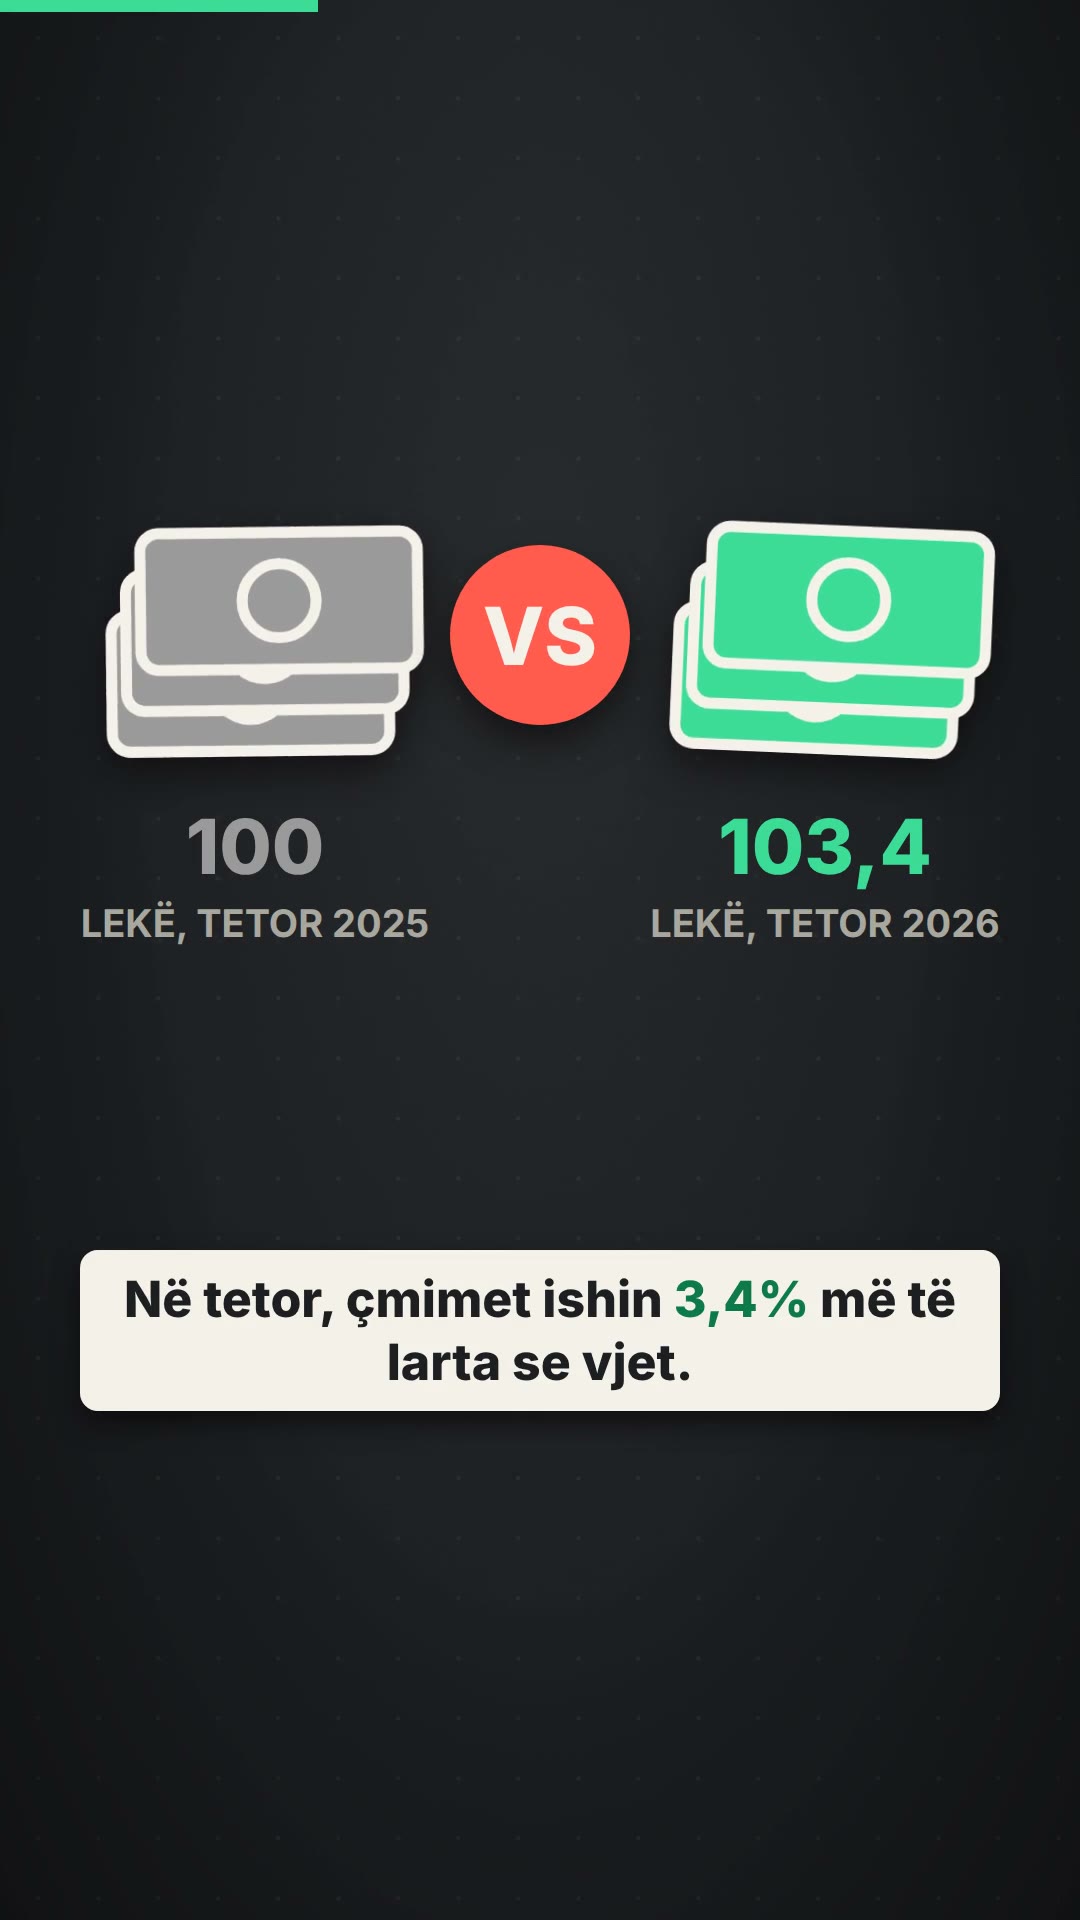 VS
100
LEKË, TETOR 2025
103,4
LEKË, TETOR 2026
Në tetor, çmimet ishin 3,4% më të
larta se vjet.